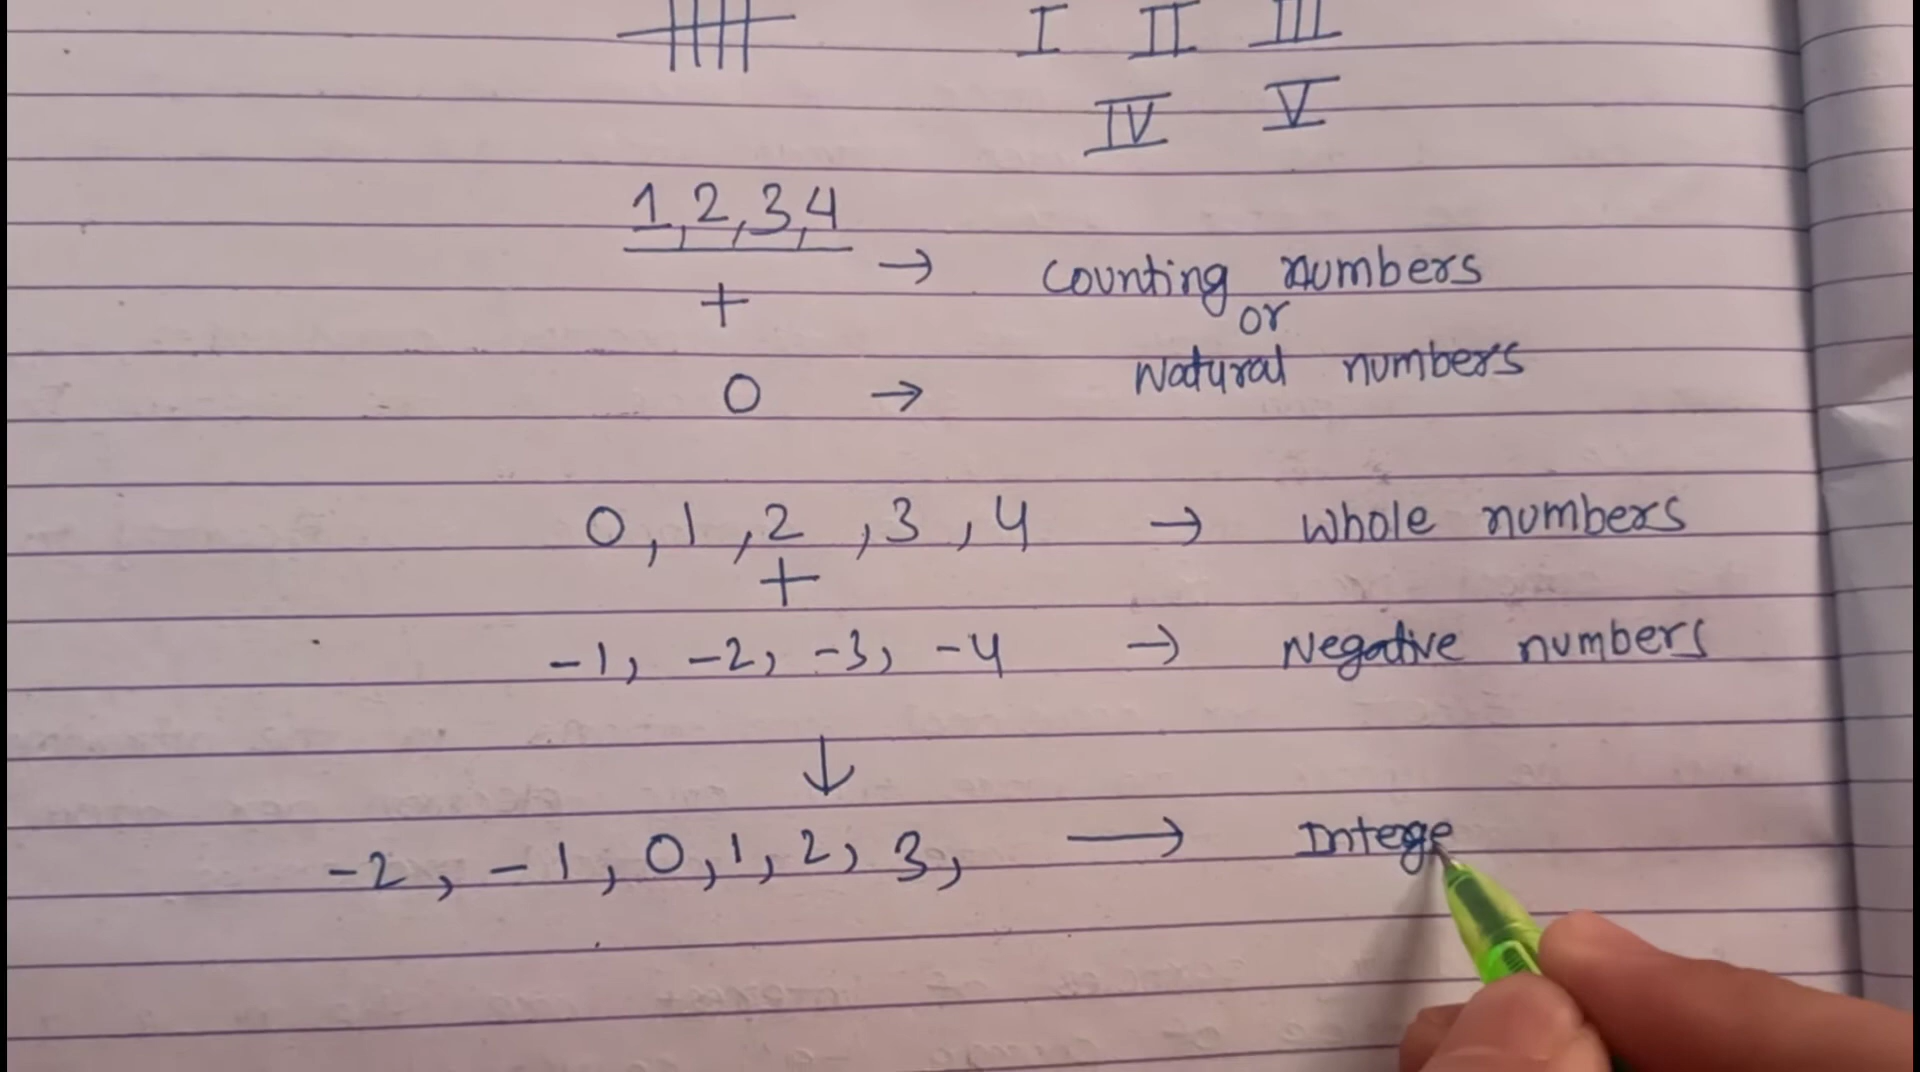 I II III
IV V
1,2,3,4
→ Counting numbers
+
or
0 → Natural numbers
0,1,2,3,4 → Whole numbers
+
-1, -2, -3, -4 → Negative numbers
↓
-2, -1, 0, 1, 2, 3, → Intege